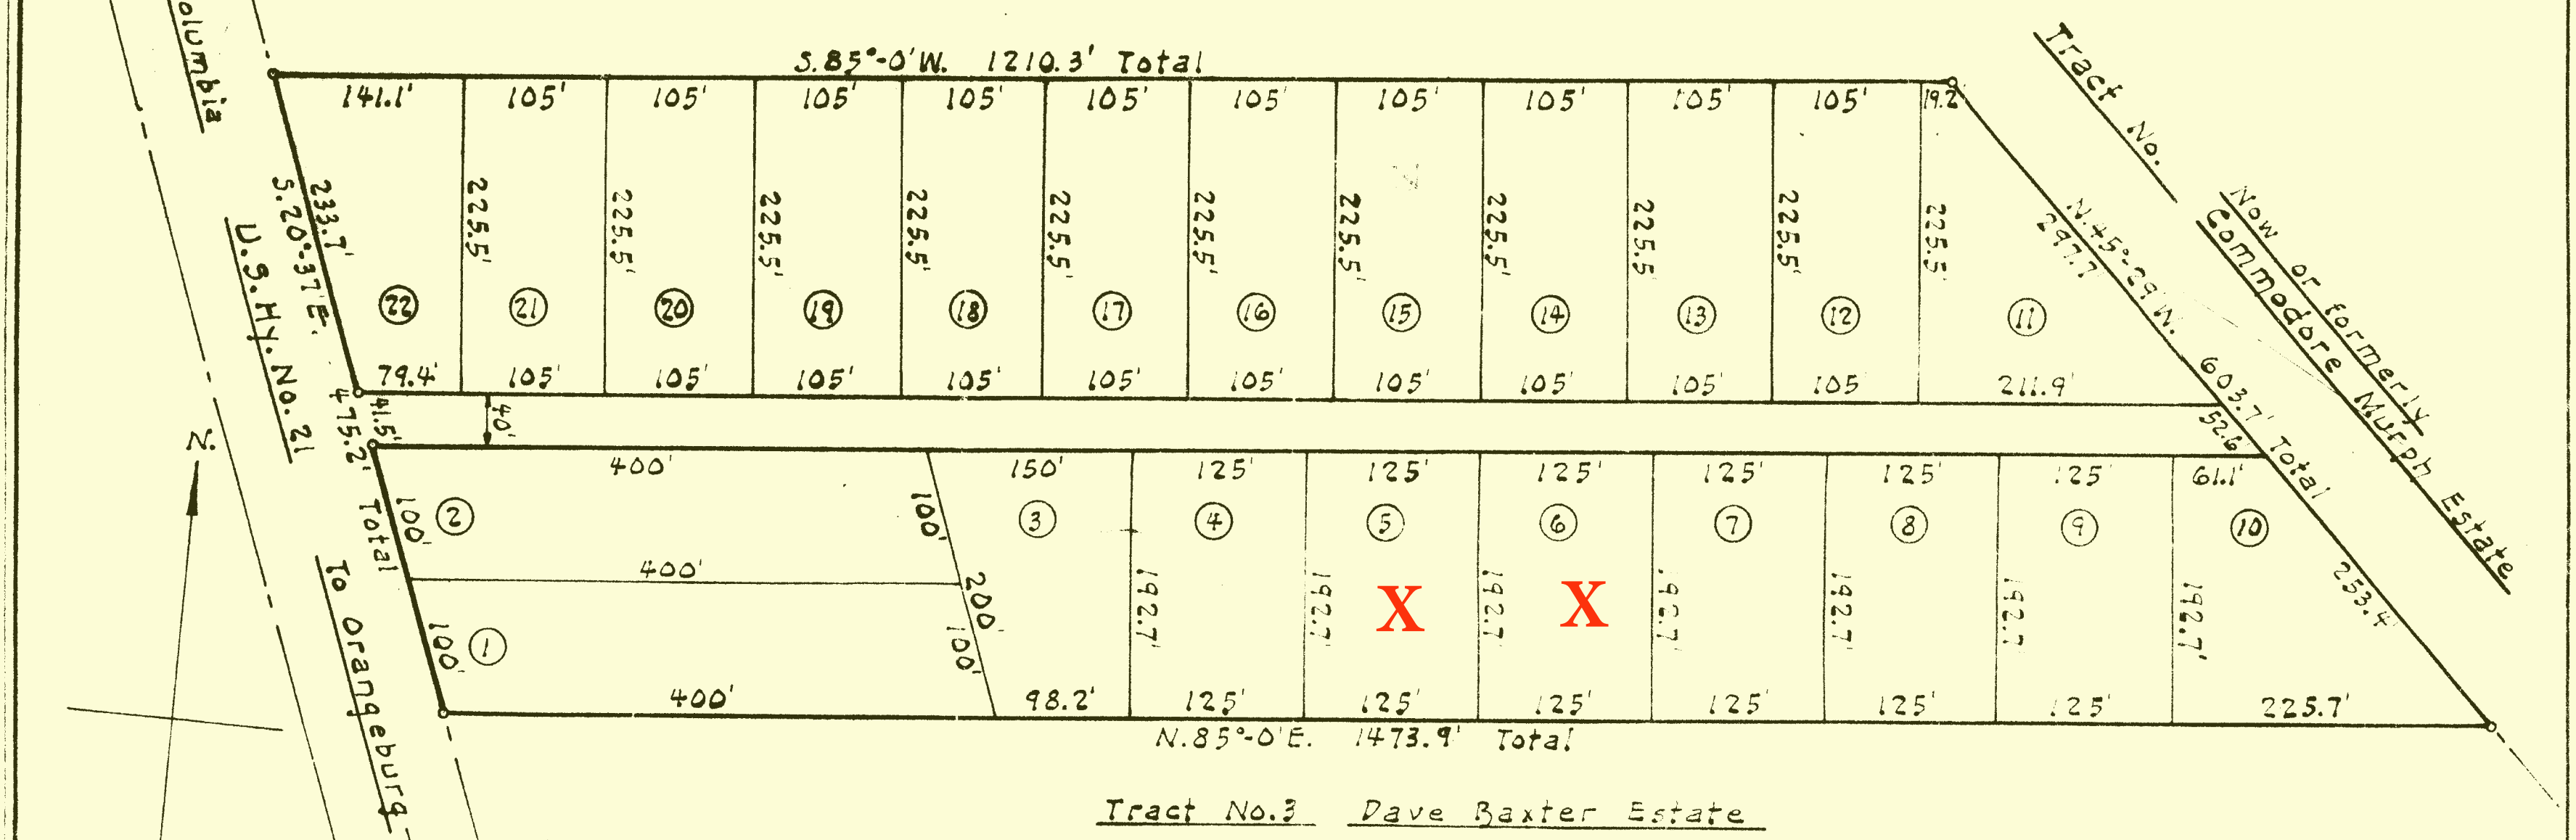 olumbia
S.85°-0'W. 1210.3' Total
Tract No.
141.1' 105' 105' 105' 105' 105' 105' 105' 105' 105' 105' 19.2'
233.7'
S.20°-37'E.
225.5' 225.5' 225.5' 225.5' 225.5' 225.5' 225.5' 225.5' 225.5' 225.5' 225.5'
N.45°-29'W.
297.7'
Now or formerly
Commodore Murph Estate
U.S. Hy. No. 21
22 21 20 19 18 17 16 15 14 13 12 11
79.4' 105' 105' 105' 105' 105' 105' 105' 105' 105' 105 211.9'
603.7' Total
52.6'
41.5'
475.2' Total
40'
N.
400' 150' 125' 125' 125' 125' 125' 125' 61.1'
2 3 4 5 6 7 8 9 10
100' 100'
400'
200'
192.7' 192.7' 192.7' 192.7' 192.7' 192.7 192.7'
X X
253.4'
To Orangeburg
100' 1 100'
400' 98.2' 125' 125' 125' 125' 125' 125' 225.7'
N.85°-0'E. 1473.9' Total
Tract No.3 Dave Baxter Estate